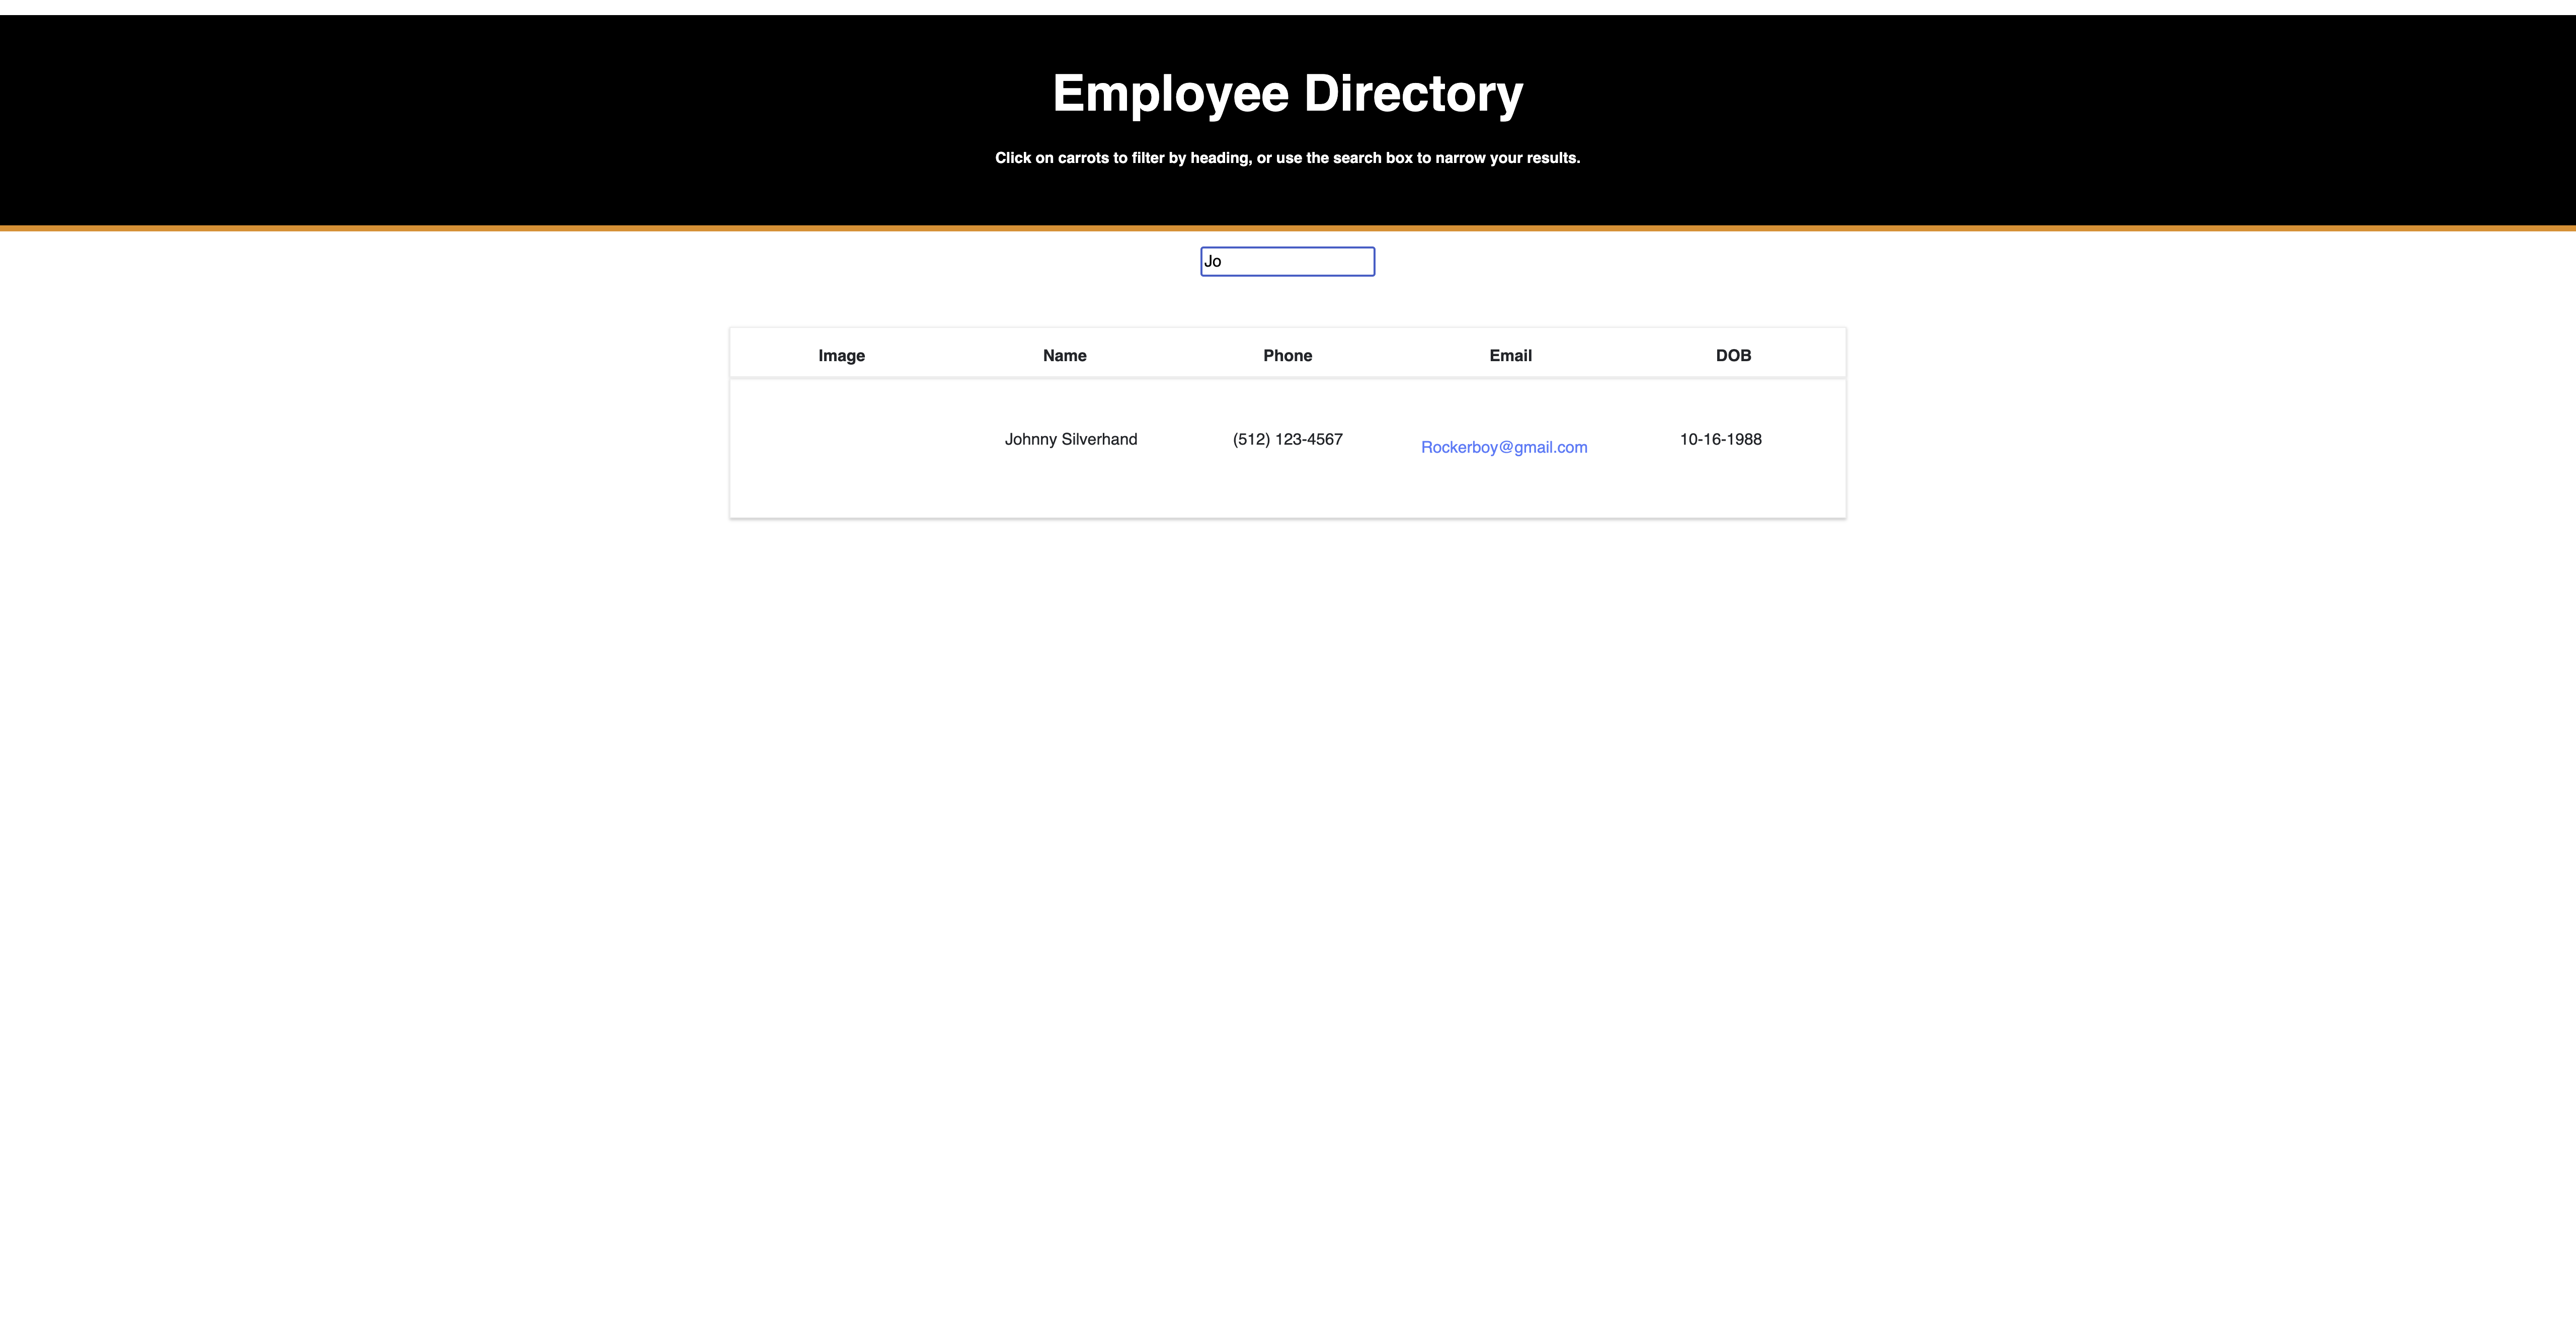 Employee Directory
Click on carrots to filter by heading, or use the search box to narrow your results.
Jo
Image Name Phone Email DOB
Johnny Silverhand (512) 123-4567 Rockerboy@gmail.com 10-16-1988